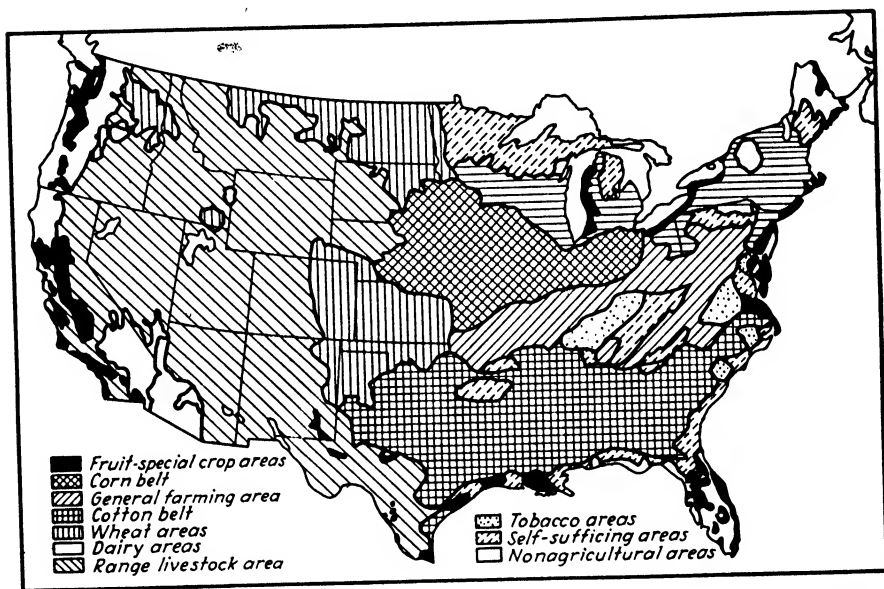 Fruit-special crop areas
Corn belt
General farming area
Cotton belt
Wheat areas
Dairy areas
Range livestock area
Tobacco areas
Self-sufficing areas
Nonagricultural areas